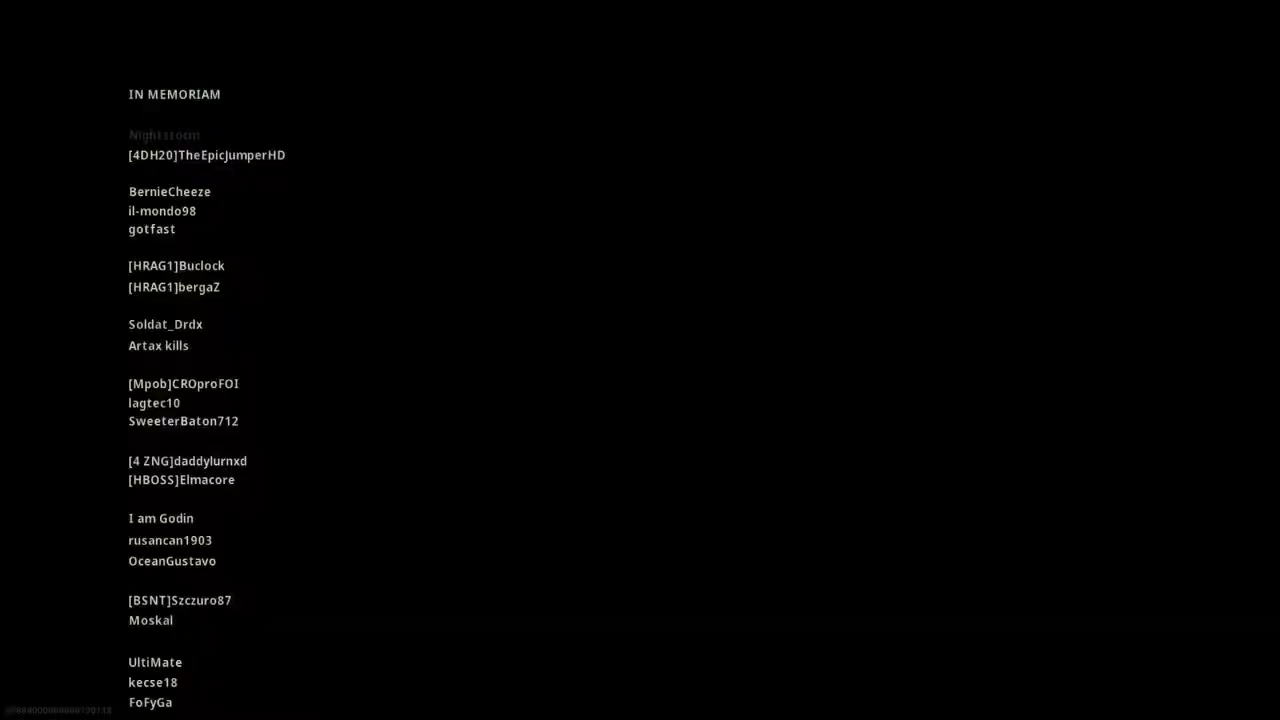 IN MEMORIAM
[4DH20]TheEpicJumperHD
BernieCheeze
il-mondo98
gotfast
[HRAG1]Buclock
[HRAG1]bergaZ
Soldat_Drdx
Artax kills
[Mpob]CROproFOI
lagtec10
SweeterBaton712
[4 ZNG]daddylurnxd
[HBOSS]Elmacore
I am Godin
rusancan1903
OceanGustavo
[BSNT]Szczuro87
Moskal
UltiMate
kecse18
FoFyGa